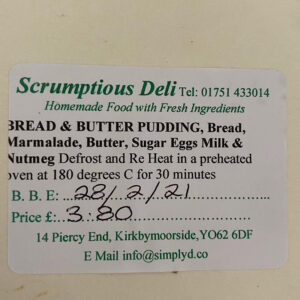 Scrumptious Deli Tel: 01751 433014
Homemade Food with Fresh Ingredients
BREAD & BUTTER PUDDING, Bread,
Marmalade, Butter, Sugar Eggs Milk &
Nutmeg Defrost and Re Heat in a preheated
oven at 180 degrees C for 30 minutes
B. B. E: 28/2/21
Price £: 3:80
14 Piercy End, Kirkbymoorside, YO62 6DF
E Mail info@simplyd.co